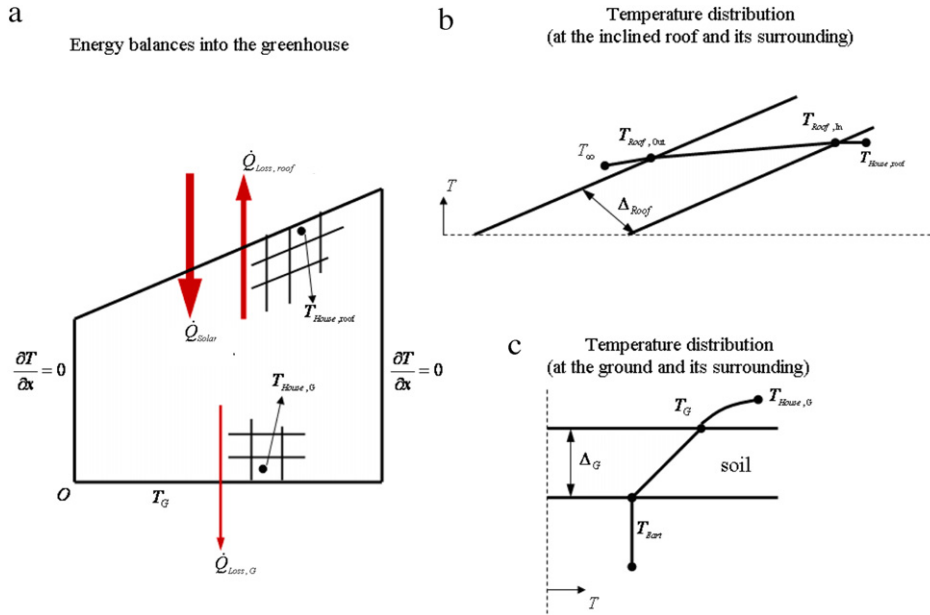 a
Energy balances into the greenhouse
Q̇Loss,roof
Q̇Solar
THouse,roof
∂T/∂x=0
∂T/∂x=0
THouse,G
O
TG
Q̇Loss,G
b
Temperature distribution
(at the inclined roof and its surrounding)
TRoof,Out
TRoof,In
T∞
THouse,roof
T
ΔRoof
c
Temperature distribution
(at the ground and its surrounding)
TG
THouse,G
ΔG
soil
TEart
T